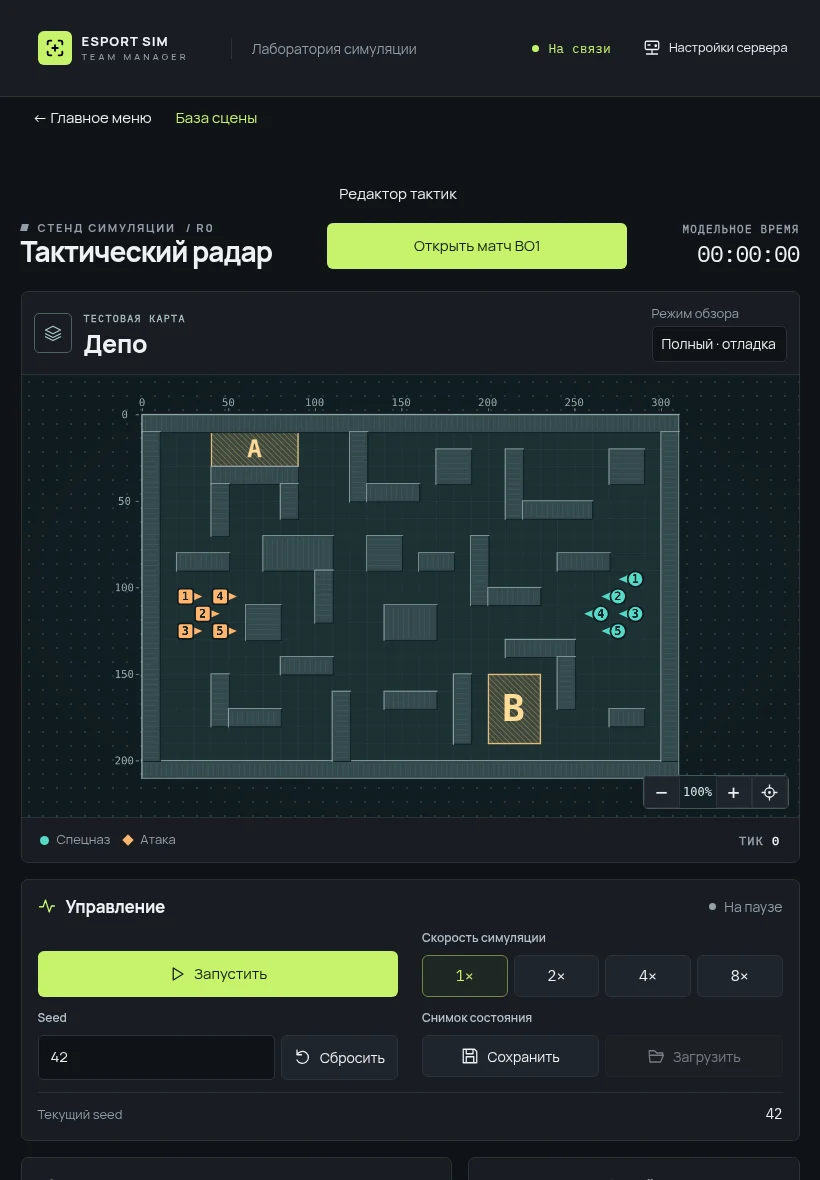 ESPORT SIM
TEAM MANAGER
Лаборатория симуляции
На связи
Настройки сервера
← Главное меню
База сцены
Редактор тактик
СТЕНД СИМУЛЯЦИИ / R0
Тактический радар
Открыть матч BO1
МОДЕЛЬНОЕ ВРЕМЯ
00:00:00
ТЕСТОВАЯ КАРТА
Депо
Режим обзора
Полный · отладка
0 50 100 150 200 250 300
0
50
100
150
200
A
B
1 4
2
3 5
1
2
4 3
5
− 100% +
Спецназ
Атака
ТИК 0
Управление
На паузе
Скорость симуляции
Запустить
1× 2× 4× 8×
Seed
Снимок состояния
42
Сбросить
Сохранить
Загрузить
Текущий seed
42